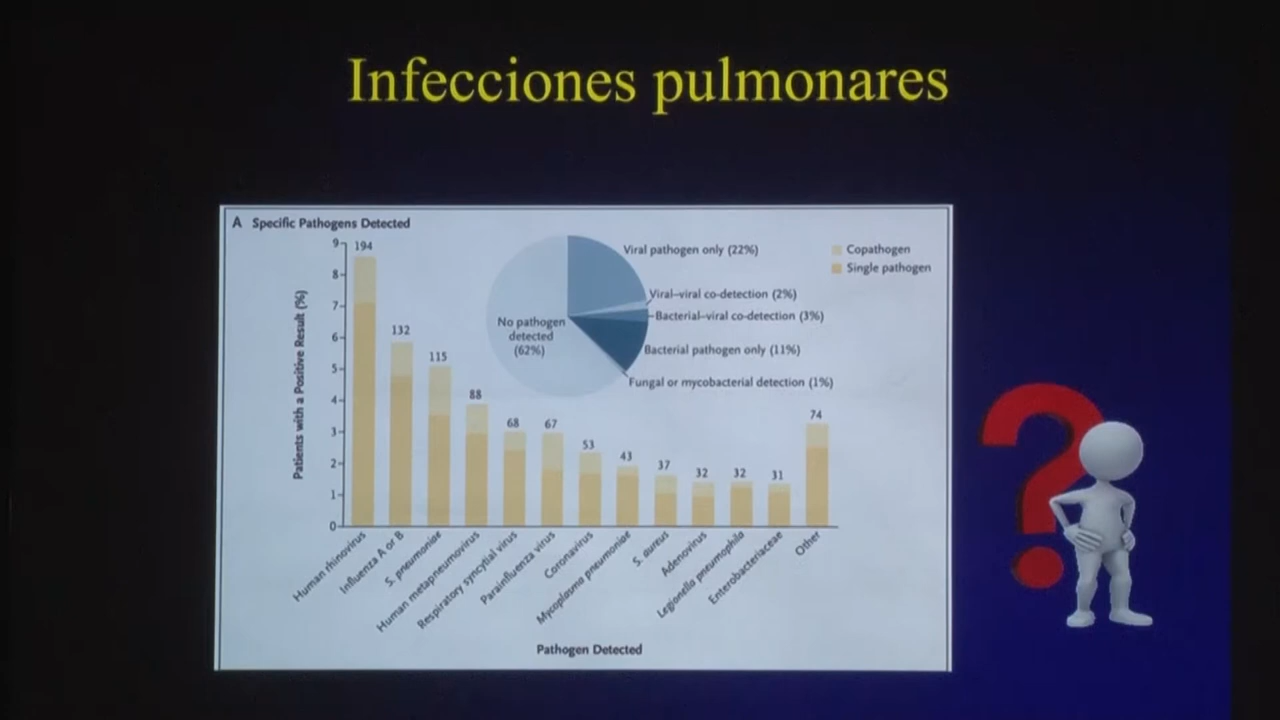 Infecciones pulmonares
A Specific Pathogens Detected
Patients with a Positive Result (%)
9
8
7
6
5
4
3
2
1
0
194
132
115
88
68
67
53
43
37
32
32
31
74
Viral pathogen only (22%)
Viral–viral co-detection (2%)
Bacterial–viral co-detection (3%)
Bacterial pathogen only (11%)
Fungal or mycobacterial detection (1%)
No pathogen
detected
(62%)
Copathogen
Single pathogen
Human rhinovirus
Influenza A or B
S. pneumoniae
Human metapneumovirus
Respiratory syncytial virus
Parainfluenza virus
Coronavirus
Mycoplasma pneumoniae
S. aureus
Adenovirus
Legionella pneumophila
Enterobacteriaceae
Other
Pathogen Detected